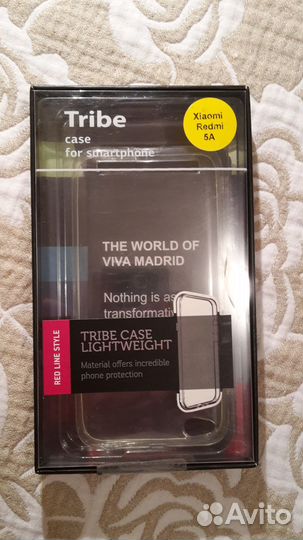 Tribe
case
for smartphone
Xiaomi
Redmi
5A
THE WORLD OF
VIVA MADRID
Nothing is as
transformativ
RED LINE STYLE
TRIBE CASE
LIGHTWEIGHT
Material offers incredible
phone protection
Avito